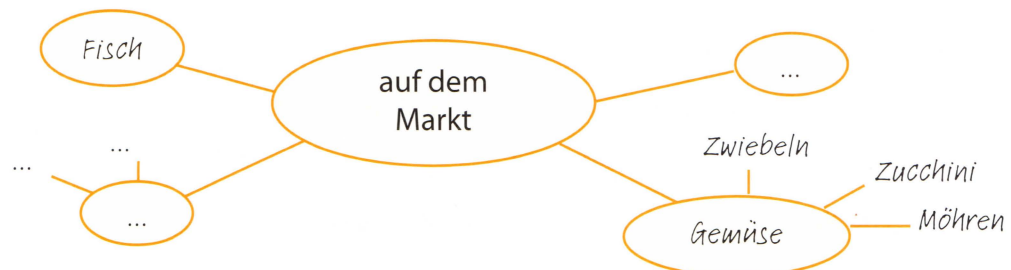 Fisch
auf dem
Markt
...
Zwiebeln
...
...
Zucchini
Möhren
...
Gemüse